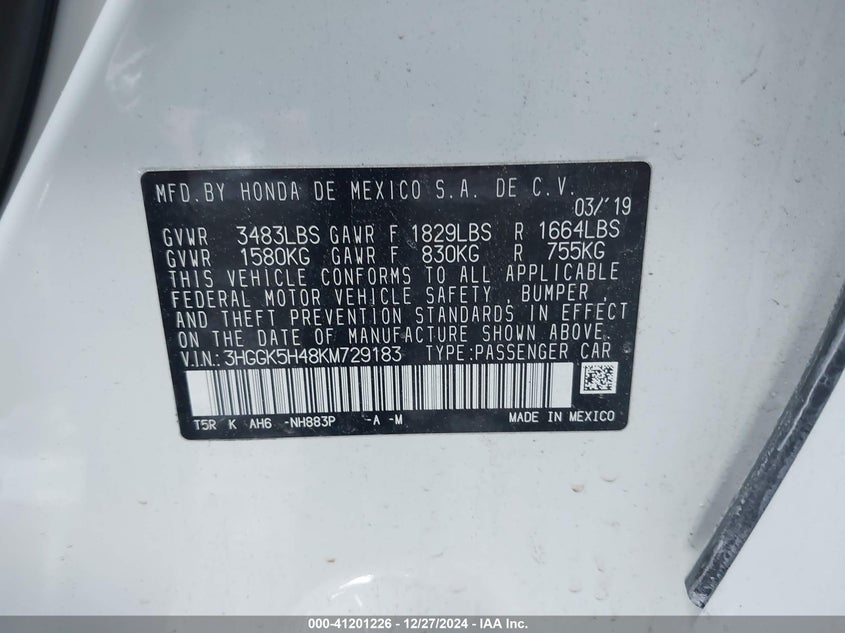 MFD. BY HONDA DE MEXICO S.A. DE C.V.
03/'19
GVWR 3483LBS GAWR F 1829LBS R 1664LBS
GVWR 1580KG GAWR F 830KG R 755KG
THIS VEHICLE CONFORMS TO ALL APPLICABLE
FEDERAL MOTOR VEHICLE SAFETY , BUMPER ,
AND THEFT PREVENTION STANDARDS IN EFFECT
ON THE DATE OF MANUFACTURE SHOWN ABOVE.
V.I.N.: 3HGGK5H48KM729183 TYPE:PASSENGER CAR
T5R K AH6 -NH883P -A -M MADE IN MEXICO
000-41201226 - 12/27/2024 - IAA Inc.